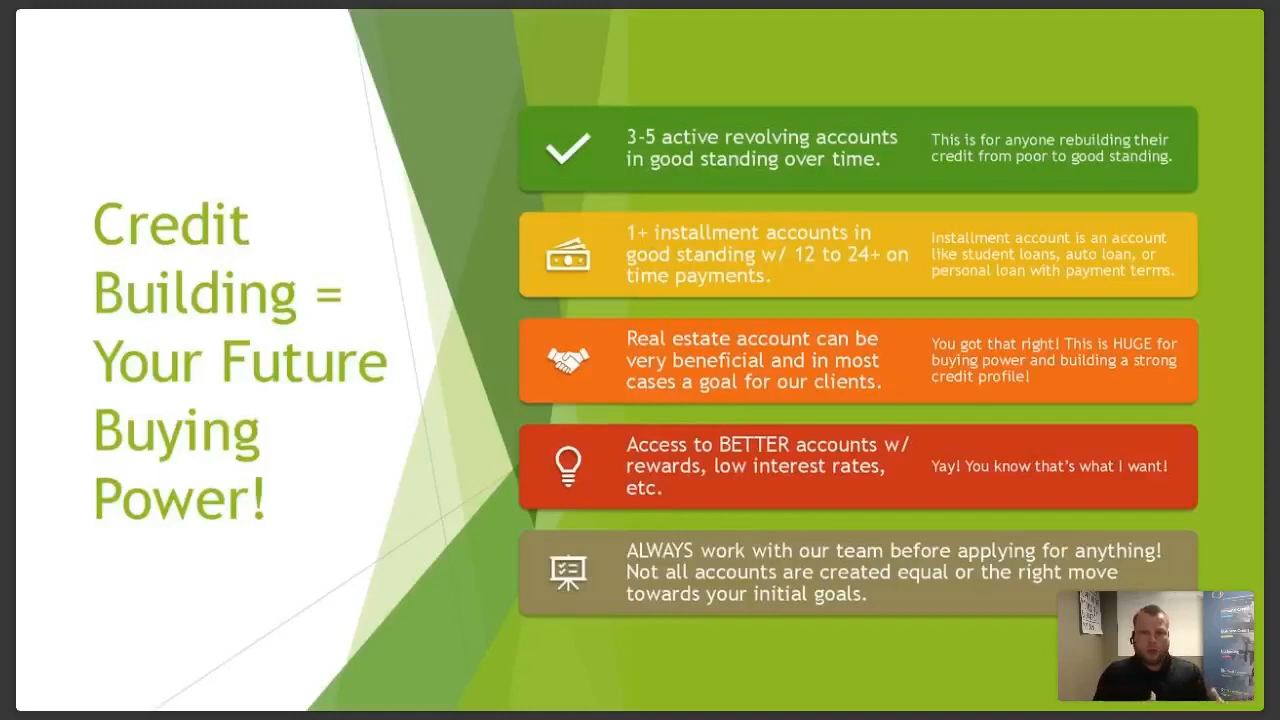 Credit
Building =
Your Future
Buying
Power!
3-5 active revolving accounts
in good standing over time.
This is for anyone rebuilding their
credit from poor to good standing.
1+ installment accounts in
good standing w/ 12 to 24+ on
time payments.
Installment account is an account
like student loans, auto loan, or
personal loan with payment terms.
Real estate account can be
very beneficial and in most
cases a goal for our clients.
You got that right! This is HUGE for
buying power and building a strong
credit profile!
Access to BETTER accounts w/
rewards, low interest rates,
etc.
Yay! You know that's what I want!
ALWAYS work with our team before applying for anything!
Not all accounts are created equal or the right move
towards your initial goals.